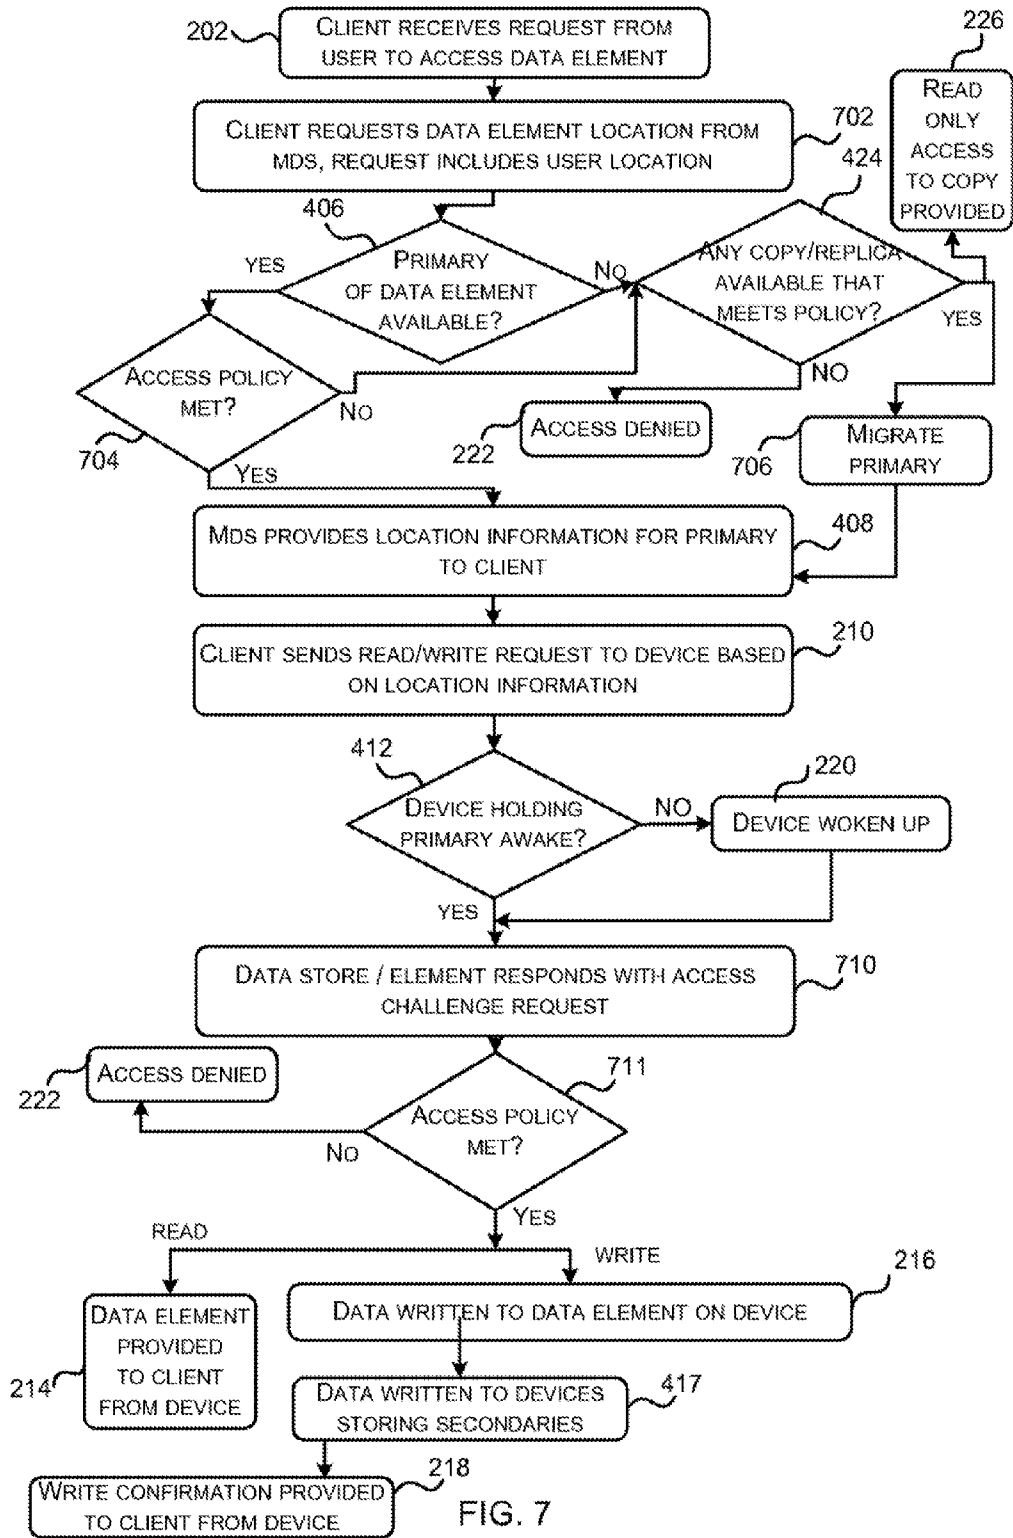 202
CLIENT RECEIVES REQUEST FROM
USER TO ACCESS DATA ELEMENT
226
READ
ONLY
ACCESS
TO COPY
PROVIDED
CLIENT REQUESTS DATA ELEMENT LOCATION FROM
MDS, REQUEST INCLUDES USER LOCATION
702
424
406
YES
PRIMARY
OF DATA ELEMENT
AVAILABLE?
NO
ANY COPY/REPLICA
AVAILABLE THAT
MEETS POLICY?
YES
NO
ACCESS POLICY
MET?
NO
704
YES
222
ACCESS DENIED
706
MIGRATE
PRIMARY
MDS PROVIDES LOCATION INFORMATION FOR PRIMARY
TO CLIENT
408
CLIENT SENDS READ/WRITE REQUEST TO DEVICE BASED
ON LOCATION INFORMATION
210
412
DEVICE HOLDING
PRIMARY AWAKE?
NO
220
DEVICE WOKEN UP
YES
DATA STORE / ELEMENT RESPONDS WITH ACCESS
CHALLENGE REQUEST
710
ACCESS DENIED
222
711
ACCESS POLICY
MET?
NO
YES
READ
WRITE
216
DATA ELEMENT
PROVIDED
TO CLIENT
FROM DEVICE
214
DATA WRITTEN TO DATA ELEMENT ON DEVICE
DATA WRITTEN TO DEVICES
STORING SECONDARIES
417
WRITE CONFIRMATION PROVIDED
TO CLIENT FROM DEVICE
218
FIG. 7